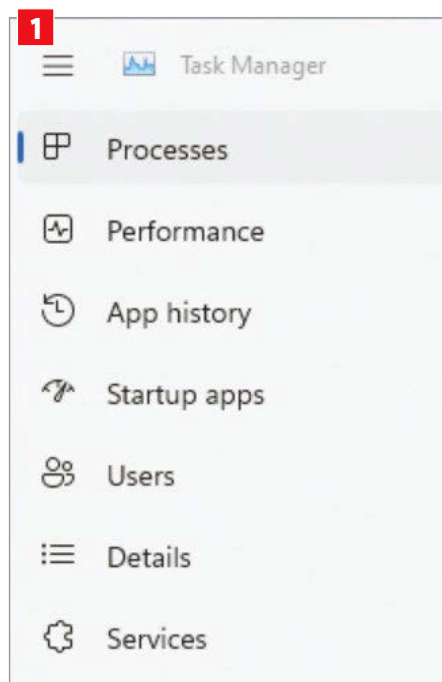 1
Task Manager
Processes
Performance
App history
Startup apps
Users
Details
Services